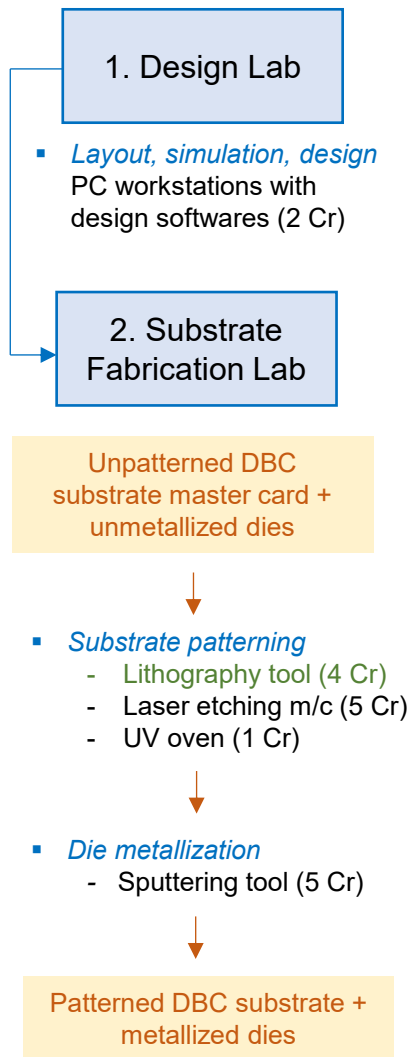 1. Design Lab
▪ Layout, simulation, design
PC workstations with
design softwares (2 Cr)
2. Substrate
Fabrication Lab
Unpatterned DBC
substrate master card +
unmetallized dies
▪ Substrate patterning
- Lithography tool (4 Cr)
- Laser etching m/c (5 Cr)
- UV oven (1 Cr)
▪ Die metallization
- Sputtering tool (5 Cr)
Patterned DBC substrate +
metallized dies